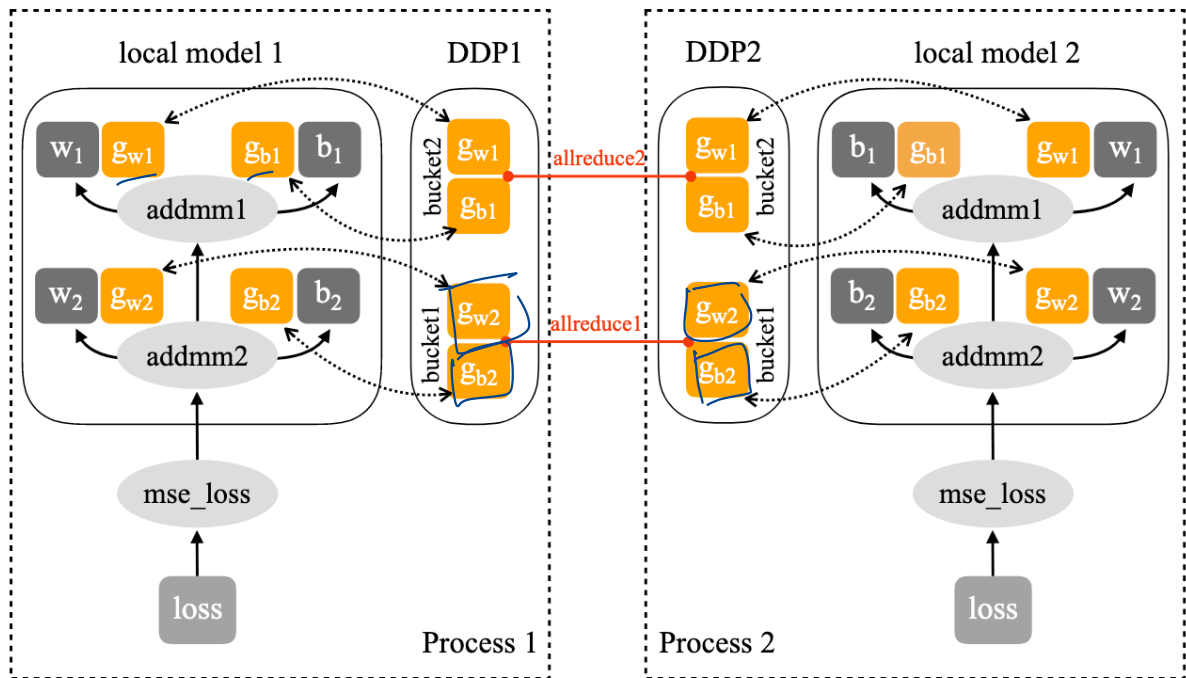 local model 1
DDP1
DDP2
local model 2
w1 gw1 gb1 b1
addmm1
w2 gw2 gb2 b2
addmm2
mse_loss
loss
Process 1
bucket2
gw1
gb1
bucket1
gw2
gb2
allreduce2
allreduce1
gw1
gb1
bucket2
gw2
gb2
bucket1
b1 gb1 gw1 w1
addmm1
b2 gb2 gw2 w2
addmm2
mse_loss
loss
Process 2